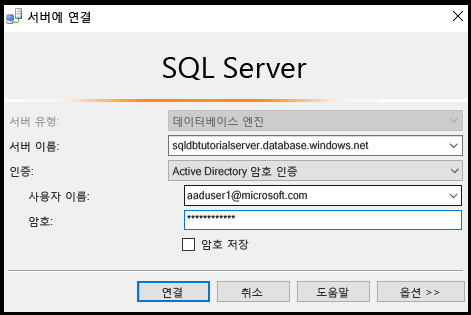 서버에 연결
SQL Server
서버 유형: 데이터베이스 엔진
서버 이름: sqldbtutorialserver.database.windows.net
인증: Active Directory 암호 인증
사용자 이름: aaduser1@microsoft.com
암호: ************
암호 저장
연결 취소 도움말 옵션 >>